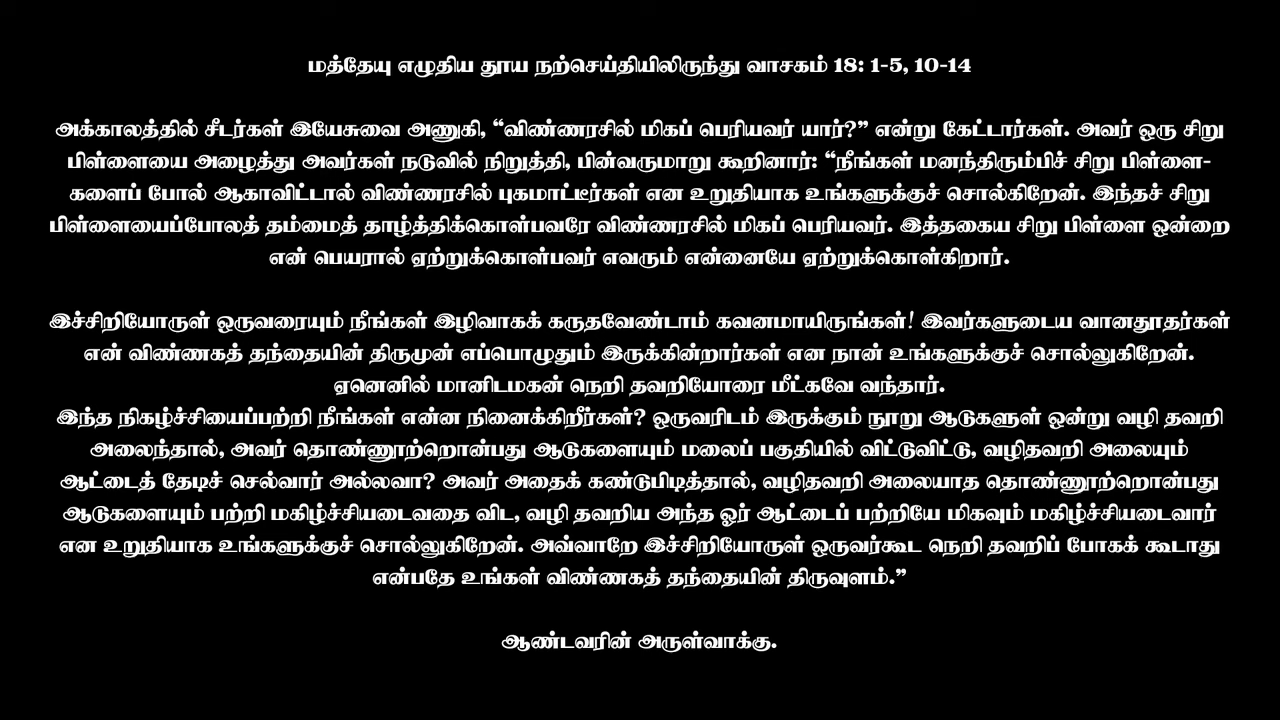 மத்தேயு எழுதிய தூய நற்செய்தியிலிருந்து வாசகம் 18: 1-5, 10-14
அக்காலத்தில் சீடர்கள் இயேசுவை அணுகி, “விண்ணரசில் மிகப் பெரியவர் யார்?” என்று கேட்டார்கள். அவர் ஒரு சிறு
பிள்ளையை அழைத்து அவர்கள் நடுவில் நிறுத்தி, பின்வருமாறு கூறினார்: “நீங்கள் மனந்திரும்பிச் சிறு பிள்ளை-
களைப் போல் ஆகாவிட்டால் விண்ணரசில் புகமாட்டீர்கள் என உறுதியாக உங்களுக்குச் சொல்கிறேன். இந்தச் சிறு
பிள்ளையைப்போலத் தம்மைத் தாழ்த்திக்கொள்பவரே விண்ணரசில் மிகப் பெரியவர். இத்தகைய சிறு பிள்ளை ஒன்றை
என் பெயரால் ஏற்றுக்கொள்பவர் எவரும் என்னையே ஏற்றுக்கொள்கிறார்.
இச்சிறியோருள் ஒருவரையும் நீங்கள் இழிவாகக் கருதவேண்டாம் கவனமாயிருங்கள்! இவர்களுடைய வானதூதர்கள்
என் விண்ணகத் தந்தையின் திருமுன் எப்பொழுதும் இருக்கின்றார்கள் என நான் உங்களுக்குச் சொல்லுகிறேன்.
ஏனெனில் மானிடமகன் நெறி தவறியோரை மீட்கவே வந்தார்.
இந்த நிகழ்ச்சியைப்பற்றி நீங்கள் என்ன நினைக்கிறீர்கள்? ஒருவரிடம் இருக்கும் நூறு ஆடுகளுள் ஒன்று வழி தவறி
அலைந்தால், அவர் தொண்ணூற்றொன்பது ஆடுகளையும் மலைப் பகுதியில் விட்டுவிட்டு, வழிதவறி அலையும்
ஆட்டைத் தேடிச் செல்வார் அல்லவா? அவர் அதைக் கண்டுபிடித்தால், வழிதவறி அலையாத தொண்ணூற்றொன்பது
ஆடுகளையும் பற்றி மகிழ்ச்சியடைவதை விட, வழி தவறிய அந்த ஓர் ஆட்டைப் பற்றியே மிகவும் மகிழ்ச்சியடைவார்
என உறுதியாக உங்களுக்குச் சொல்லுகிறேன். அவ்வாறே இச்சிறியோருள் ஒருவர்கூட நெறி தவறிப் போகக் கூடாது
என்பதே உங்கள் விண்ணகத் தந்தையின் திருவுளம்.”
ஆண்டவரின் அருள்வாக்கு.